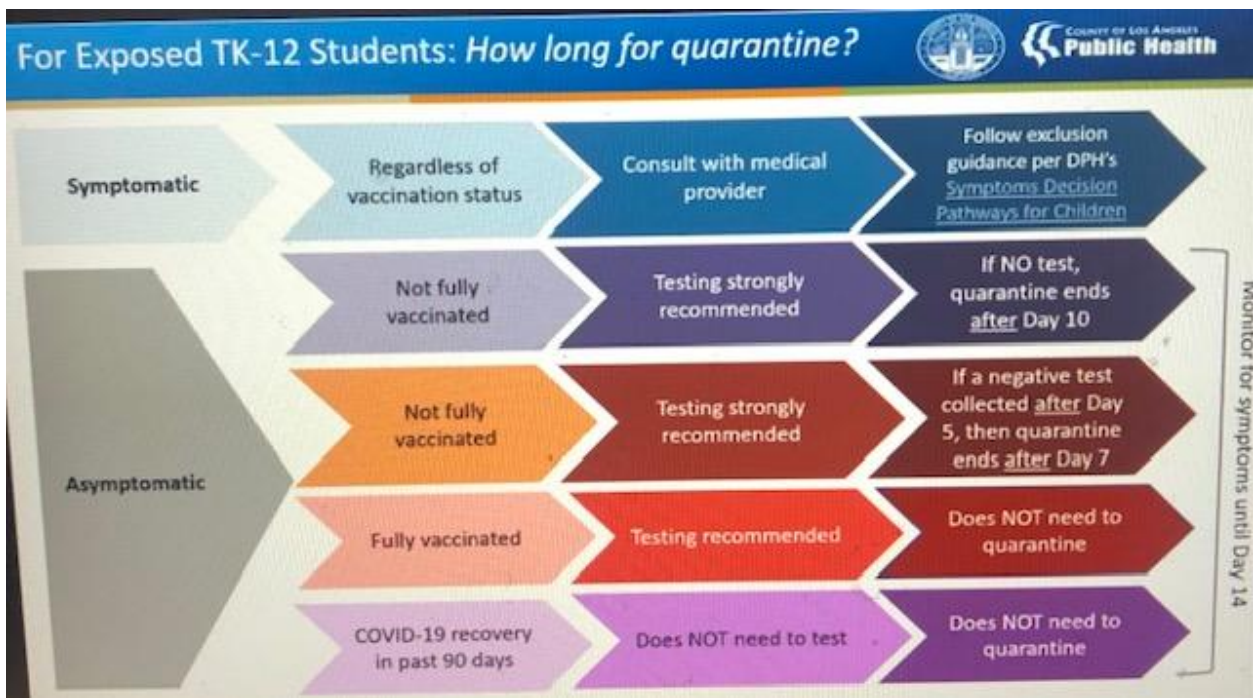 For Exposed TK-12 Students: How long for quarantine?
COUNTY OF LOS ANGELES
Public Health
Symptomatic
Regardless of
vaccination status
Consult with medical
provider
Follow exclusion
guidance per DPH's
Symptoms Decision
Pathways for Children
Asymptomatic
Not fully
vaccinated
Testing strongly
recommended
If NO test,
quarantine ends
after Day 10
Not fully
vaccinated
Testing strongly
recommended
If a negative test
collected after Day
5, then quarantine
ends after Day 7
Fully vaccinated
Testing recommended
Does NOT need to
quarantine
COVID-19 recovery
in past 90 days
Does NOT need to test
Does NOT need to
quarantine
Monitor for symptoms until Day 14